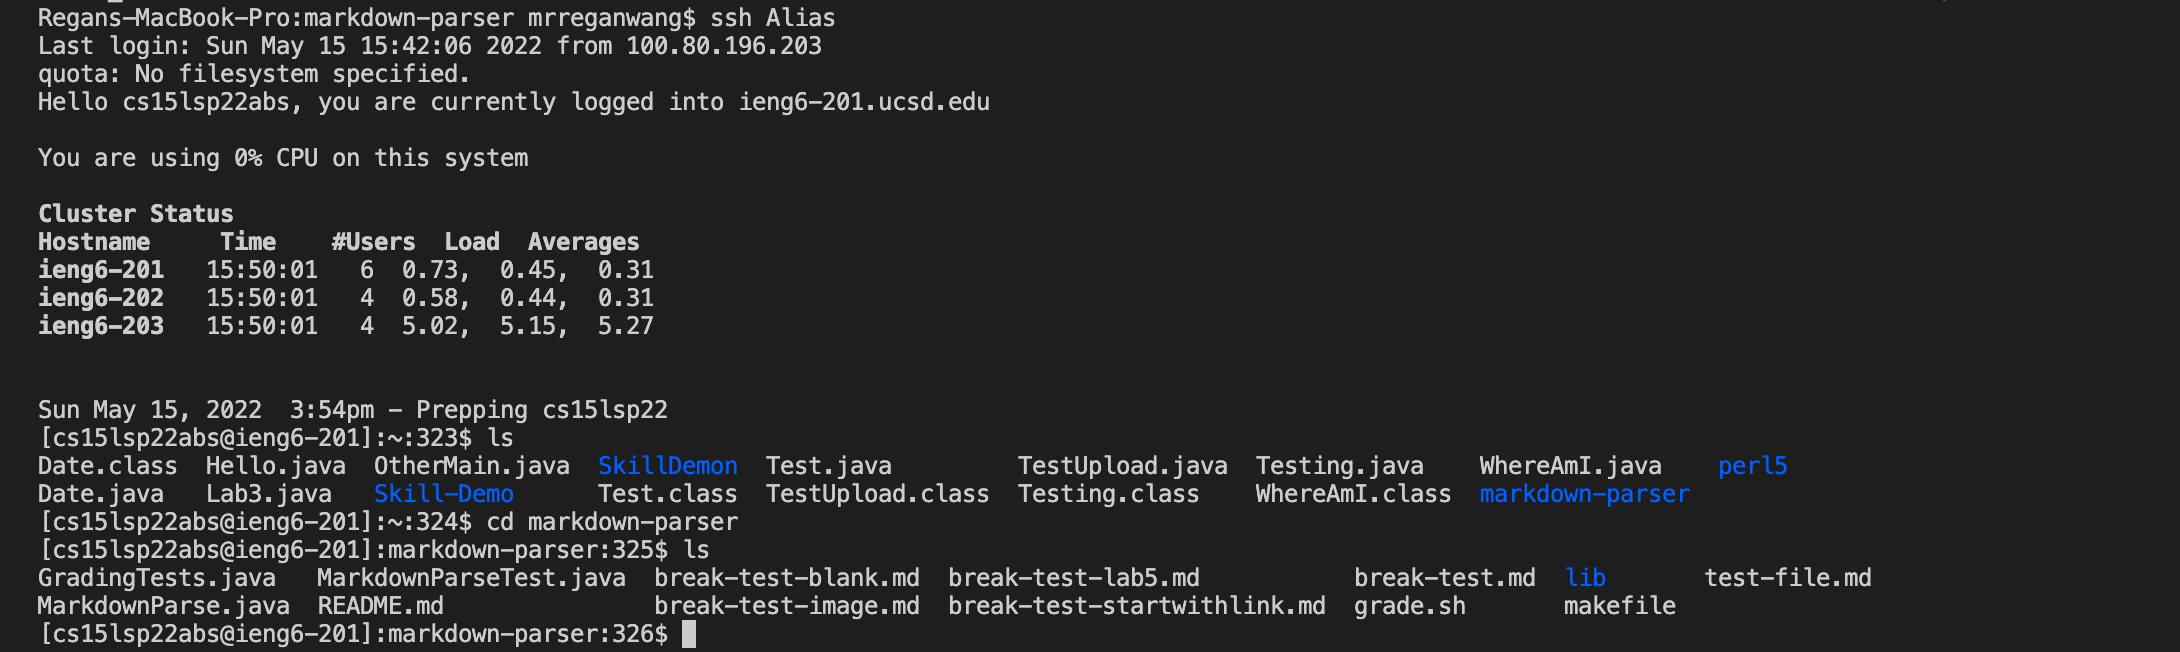 Regans-MacBook-Pro:markdown-parser mrreganwang$ ssh Alias
Last login: Sun May 15 15:42:06 2022 from 100.80.196.203
quota: No filesystem specified.
Hello cs15lsp22abs, you are currently logged into ieng6-201.ucsd.edu
You are using 0% CPU on this system
Cluster Status
Hostname     Time    #Users  Load  Averages
ieng6-201   15:50:01   6  0.73,  0.45,  0.31
ieng6-202   15:50:01   4  0.58,  0.44,  0.31
ieng6-203   15:50:01   4  5.02,  5.15,  5.27
Sun May 15, 2022  3:54pm - Prepping cs15lsp22
[cs15lsp22abs@ieng6-201]:~:323$ ls
Date.class  Hello.java  OtherMain.java  SkillDemon  Test.java         TestUpload.java  Testing.java    WhereAmI.java    perl5
Date.java   Lab3.java   Skill-Demo      Test.class  TestUpload.class  Testing.class    WhereAmI.class  markdown-parser
[cs15lsp22abs@ieng6-201]:~:324$ cd markdown-parser
[cs15lsp22abs@ieng6-201]:markdown-parser:325$ ls
GradingTests.java   MarkdownParseTest.java  break-test-blank.md  break-test-lab5.md           break-test.md  lib       test-file.md
MarkdownParse.java  README.md               break-test-image.md  break-test-startwithlink.md  grade.sh       makefile
[cs15lsp22abs@ieng6-201]:markdown-parser:326$